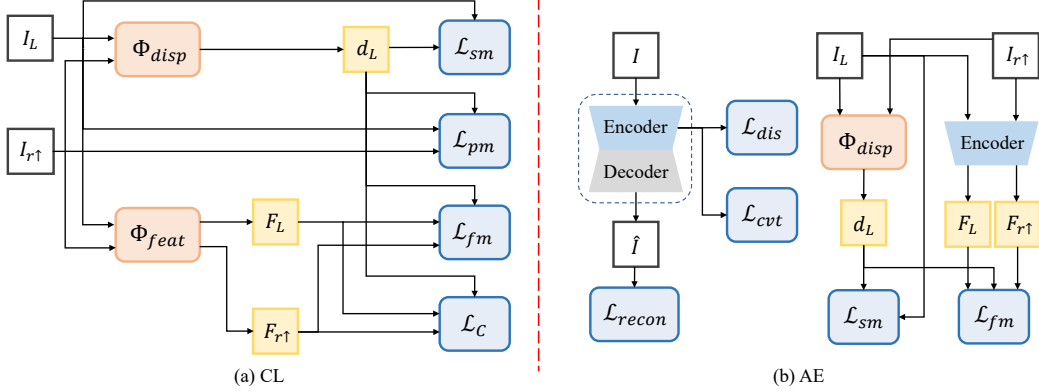 I_L
Φ_disp
d_L
ℒ_sm
I_r↑
ℒ_pm
Φ_feat
F_L
ℒ_fm
F_r↑
ℒ_C
(a) CL
I
Encoder
Decoder
Î
ℒ_recon
ℒ_dis
ℒ_cvt
I_L
I_r↑
Φ_disp
Encoder
d_L
F_L
F_r↑
ℒ_sm
ℒ_fm
(b) AE